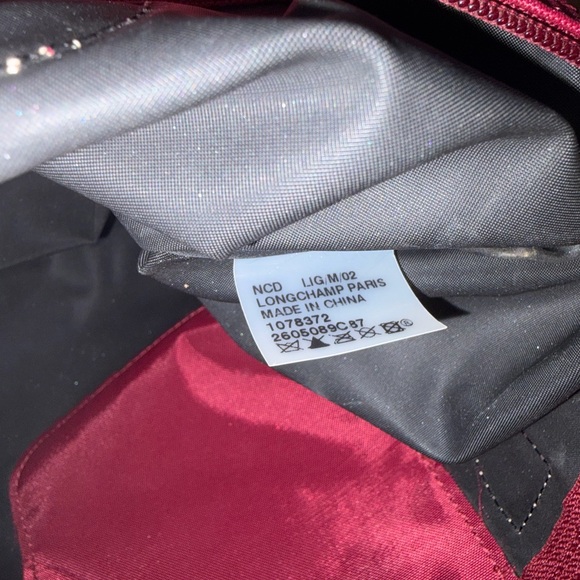 NCD LIG/M/02
LONGCHAMP PARIS
MADE IN CHINA
1078372
2605089C87